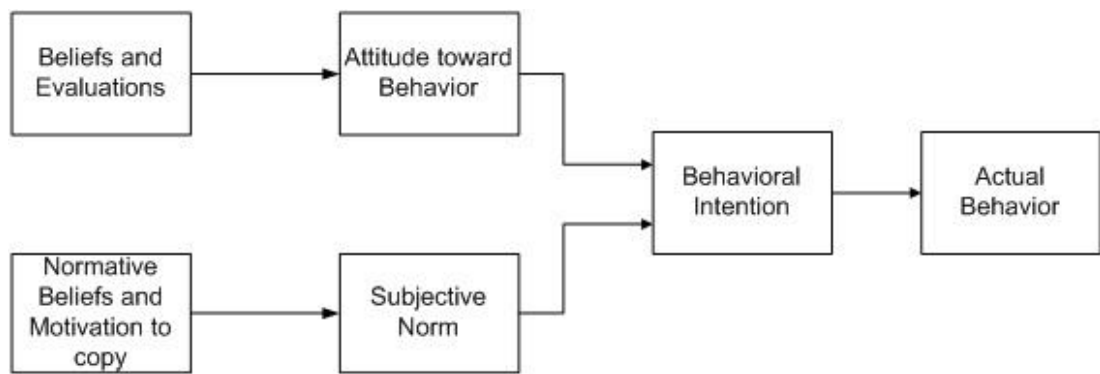 Beliefs and
Evaluations
Attitude toward
Behavior
Normative
Beliefs and
Motivation to
copy
Subjective
Norm
Behavioral
Intention
Actual
Behavior